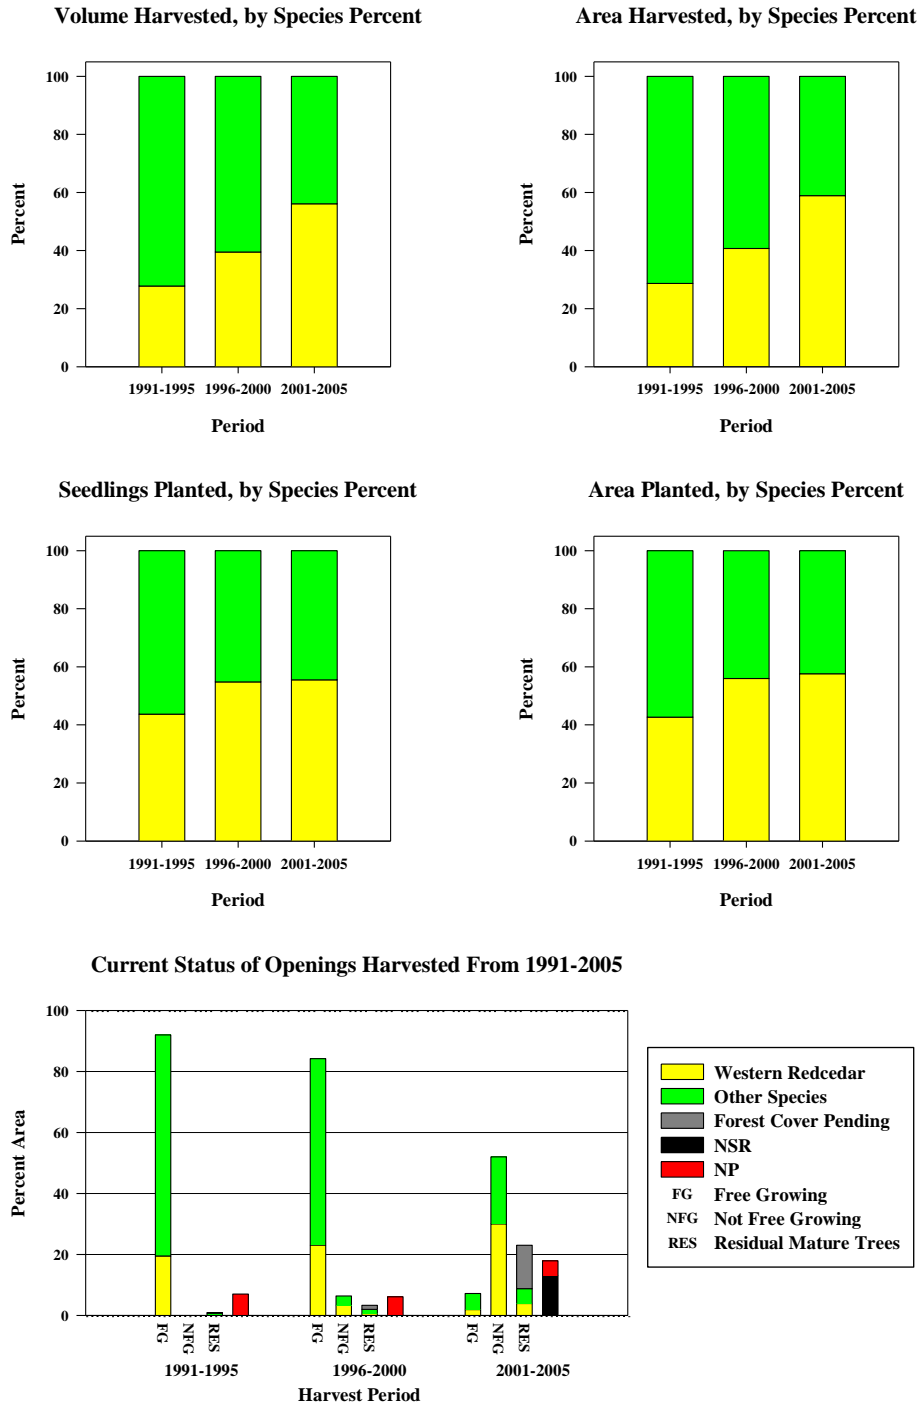 Volume Harvested, by Species Percent
Percent
100
80
60
40
20
0
1991-1995 1996-2000 2001-2005
Period
Area Harvested, by Species Percent
Percent
100
80
60
40
20
0
1991-1995 1996-2000 2001-2005
Period
Seedlings Planted, by Species Percent
Percent
100
80
60
40
20
0
1991-1995 1996-2000 2001-2005
Period
Area Planted, by Species Percent
Percent
100
80
60
40
20
0
1991-1995 1996-2000 2001-2005
Period
Current Status of Openings Harvested From 1991-2005
Percent Area
100
80
60
40
20
0
FG NFG RES FG NFG RES FG NFG RES
1991-1995 1996-2000 2001-2005
Harvest Period
Western Redcedar
Other Species
Forest Cover Pending
NSR
NP
FG Free Growing
NFG Not Free Growing
RES Residual Mature Trees